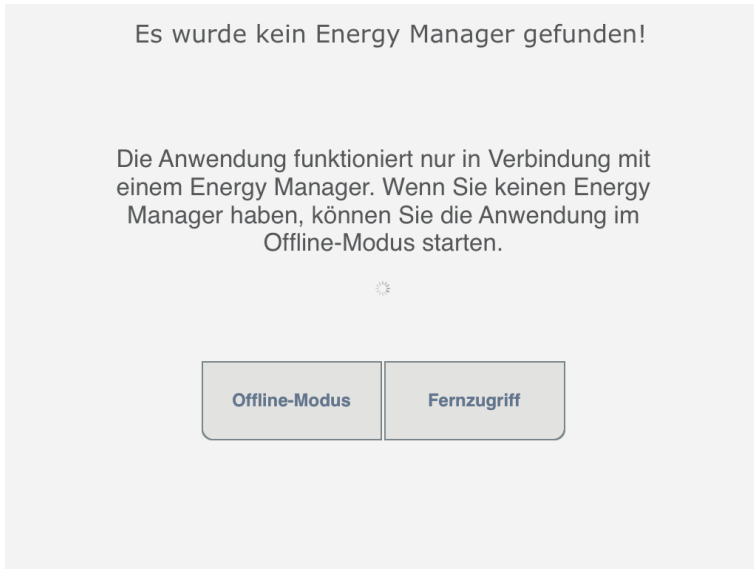 Es wurde kein Energy Manager gefunden!
Die Anwendung funktioniert nur in Verbindung mit
einem Energy Manager. Wenn Sie keinen Energy
Manager haben, können Sie die Anwendung im
Offline-Modus starten.
Offline-Modus
Fernzugriff